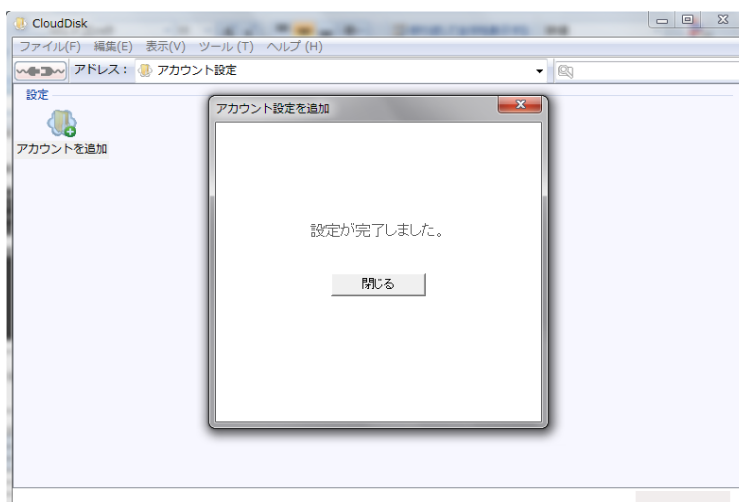 CloudDisk
ファイル(F) 編集(E) 表示(V) ツール(T) ヘルプ(H)
アドレス： アカウント設定
設定
アカウントを追加
アカウント設定を追加
設定が完了しました。
閉じる